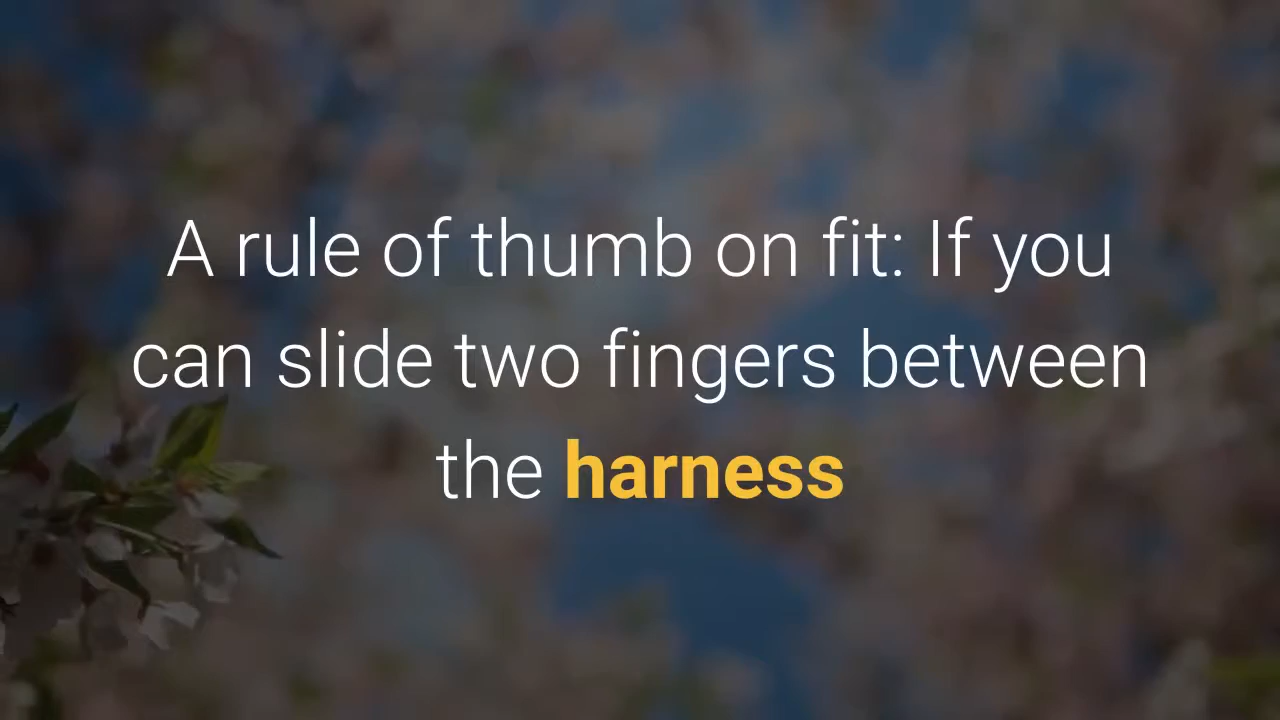 A rule of thumb on fit: If you
can slide two fingers between
the harness